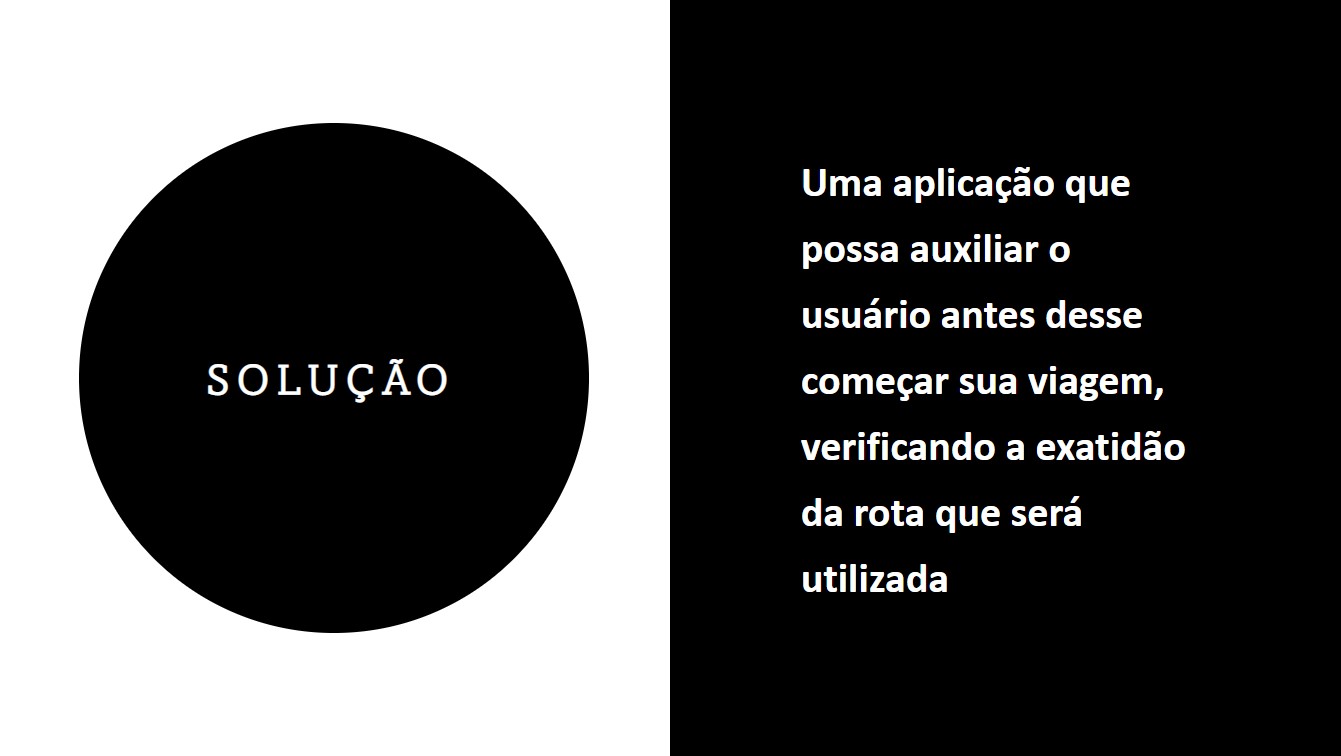 SOLUÇÃO
Uma aplicação que
possa auxiliar o
usuário antes desse
começar sua viagem,
verificando a exatidão
da rota que será
utilizada